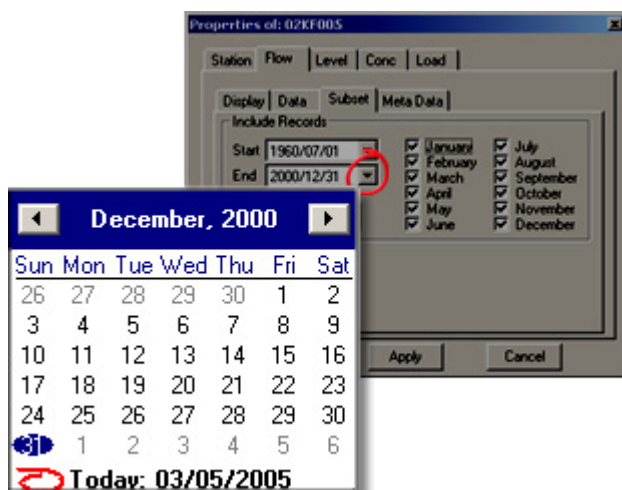 Properties of: 02KF005
Station Flow Level Conc Load
Display Data Subset Meta Data
Include Records
Start 1960/07/01
End 2000/12/31
January
February
March
April
May
June
July
August
September
October
November
December
Apply Cancel
December, 2000
Sun Mon Tue Wed Thu Fri Sat
26 27 28 29 30 1 2
3 4 5 6 7 8 9
10 11 12 13 14 15 16
17 18 19 20 21 22 23
24 25 26 27 28 29 30
31 1 2 3 4 5 6
Today: 03/05/2005